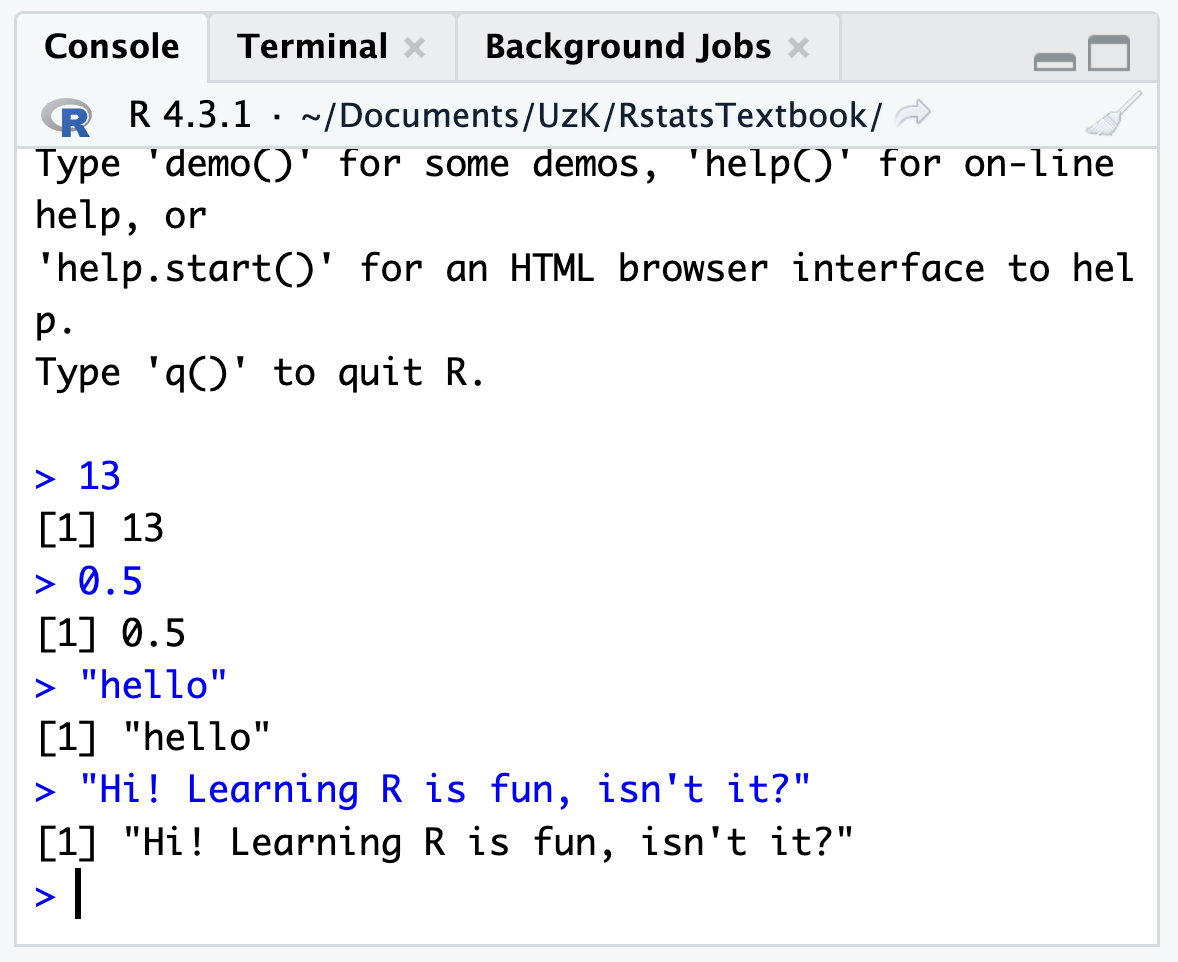 Console Terminal × Background Jobs ×
R R 4.3.1 · ~/Documents/UzK/RstatsTextbook/
Type 'demo()' for some demos, 'help()' for on-line
help, or
'help.start()' for an HTML browser interface to hel
p.
Type 'q()' to quit R.
> 13
[1] 13
> 0.5
[1] 0.5
> "hello"
[1] "hello"
> "Hi! Learning R is fun, isn't it?"
[1] "Hi! Learning R is fun, isn't it?"
>